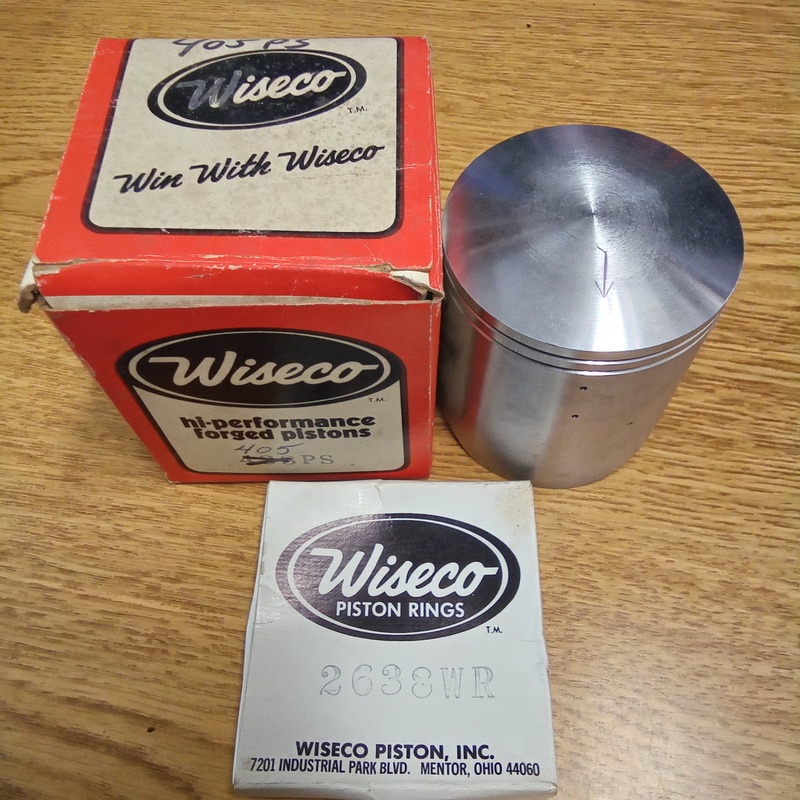 405 PS
Wiseco
T.M.
Win With Wiseco
Wiseco
T.M.
hi-performance
forged pistons
405
PS
Wiseco
PISTON RINGS
T.M.
2638WR
WISECO PISTON, INC.
7201 INDUSTRIAL PARK BLVD. MENTOR, OHIO 44060